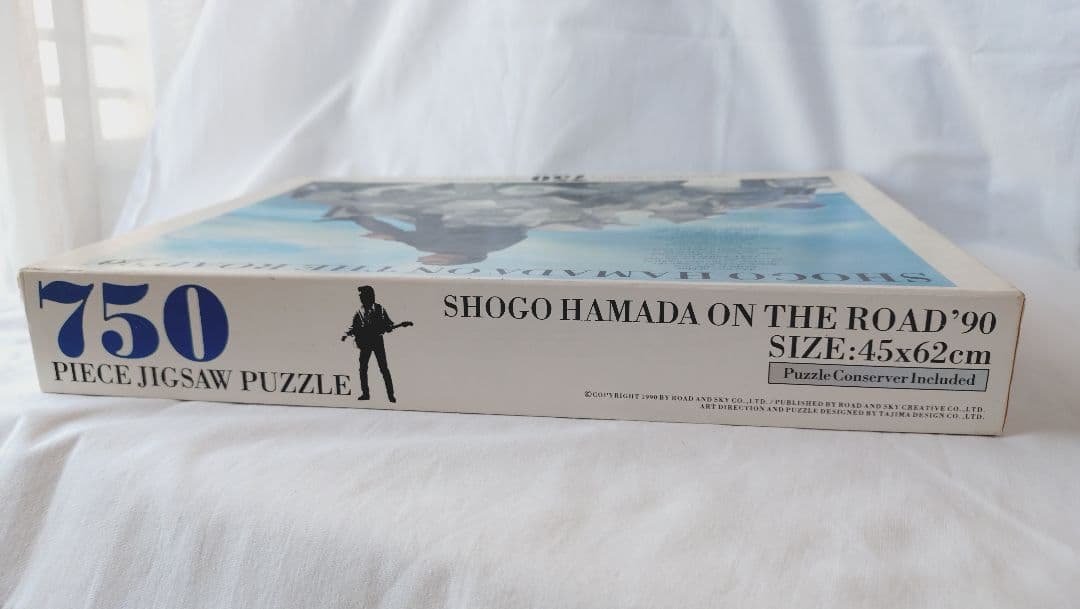 750
SHOGO HAMADA ON THE ROAD '90
750
PIECE JIGSAW PUZZLE
SHOGO HAMADA ON THE ROAD '90
SIZE:45x62cm
Puzzle Conserver Included
©COPYRIGHT 1990 BY ROAD AND SKY CO.,LTD. / PUBLISHED BY ROAD AND SKY CREATIVE CO.,LTD.
ART DIRECTION AND PUZZLE DESIGNED BY TAJIMA DESIGN CO.,LTD.